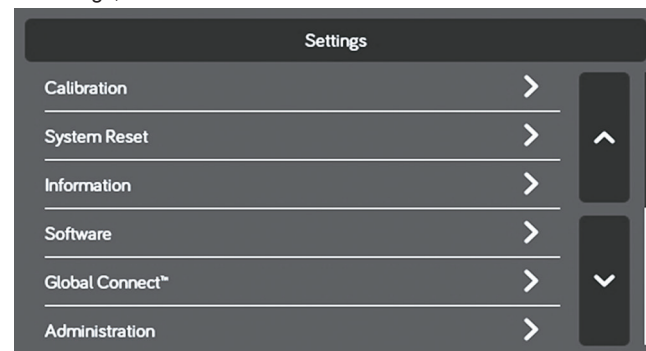 Settings
Calibration
System Reset
Information
Software
Global Connect™
Administration